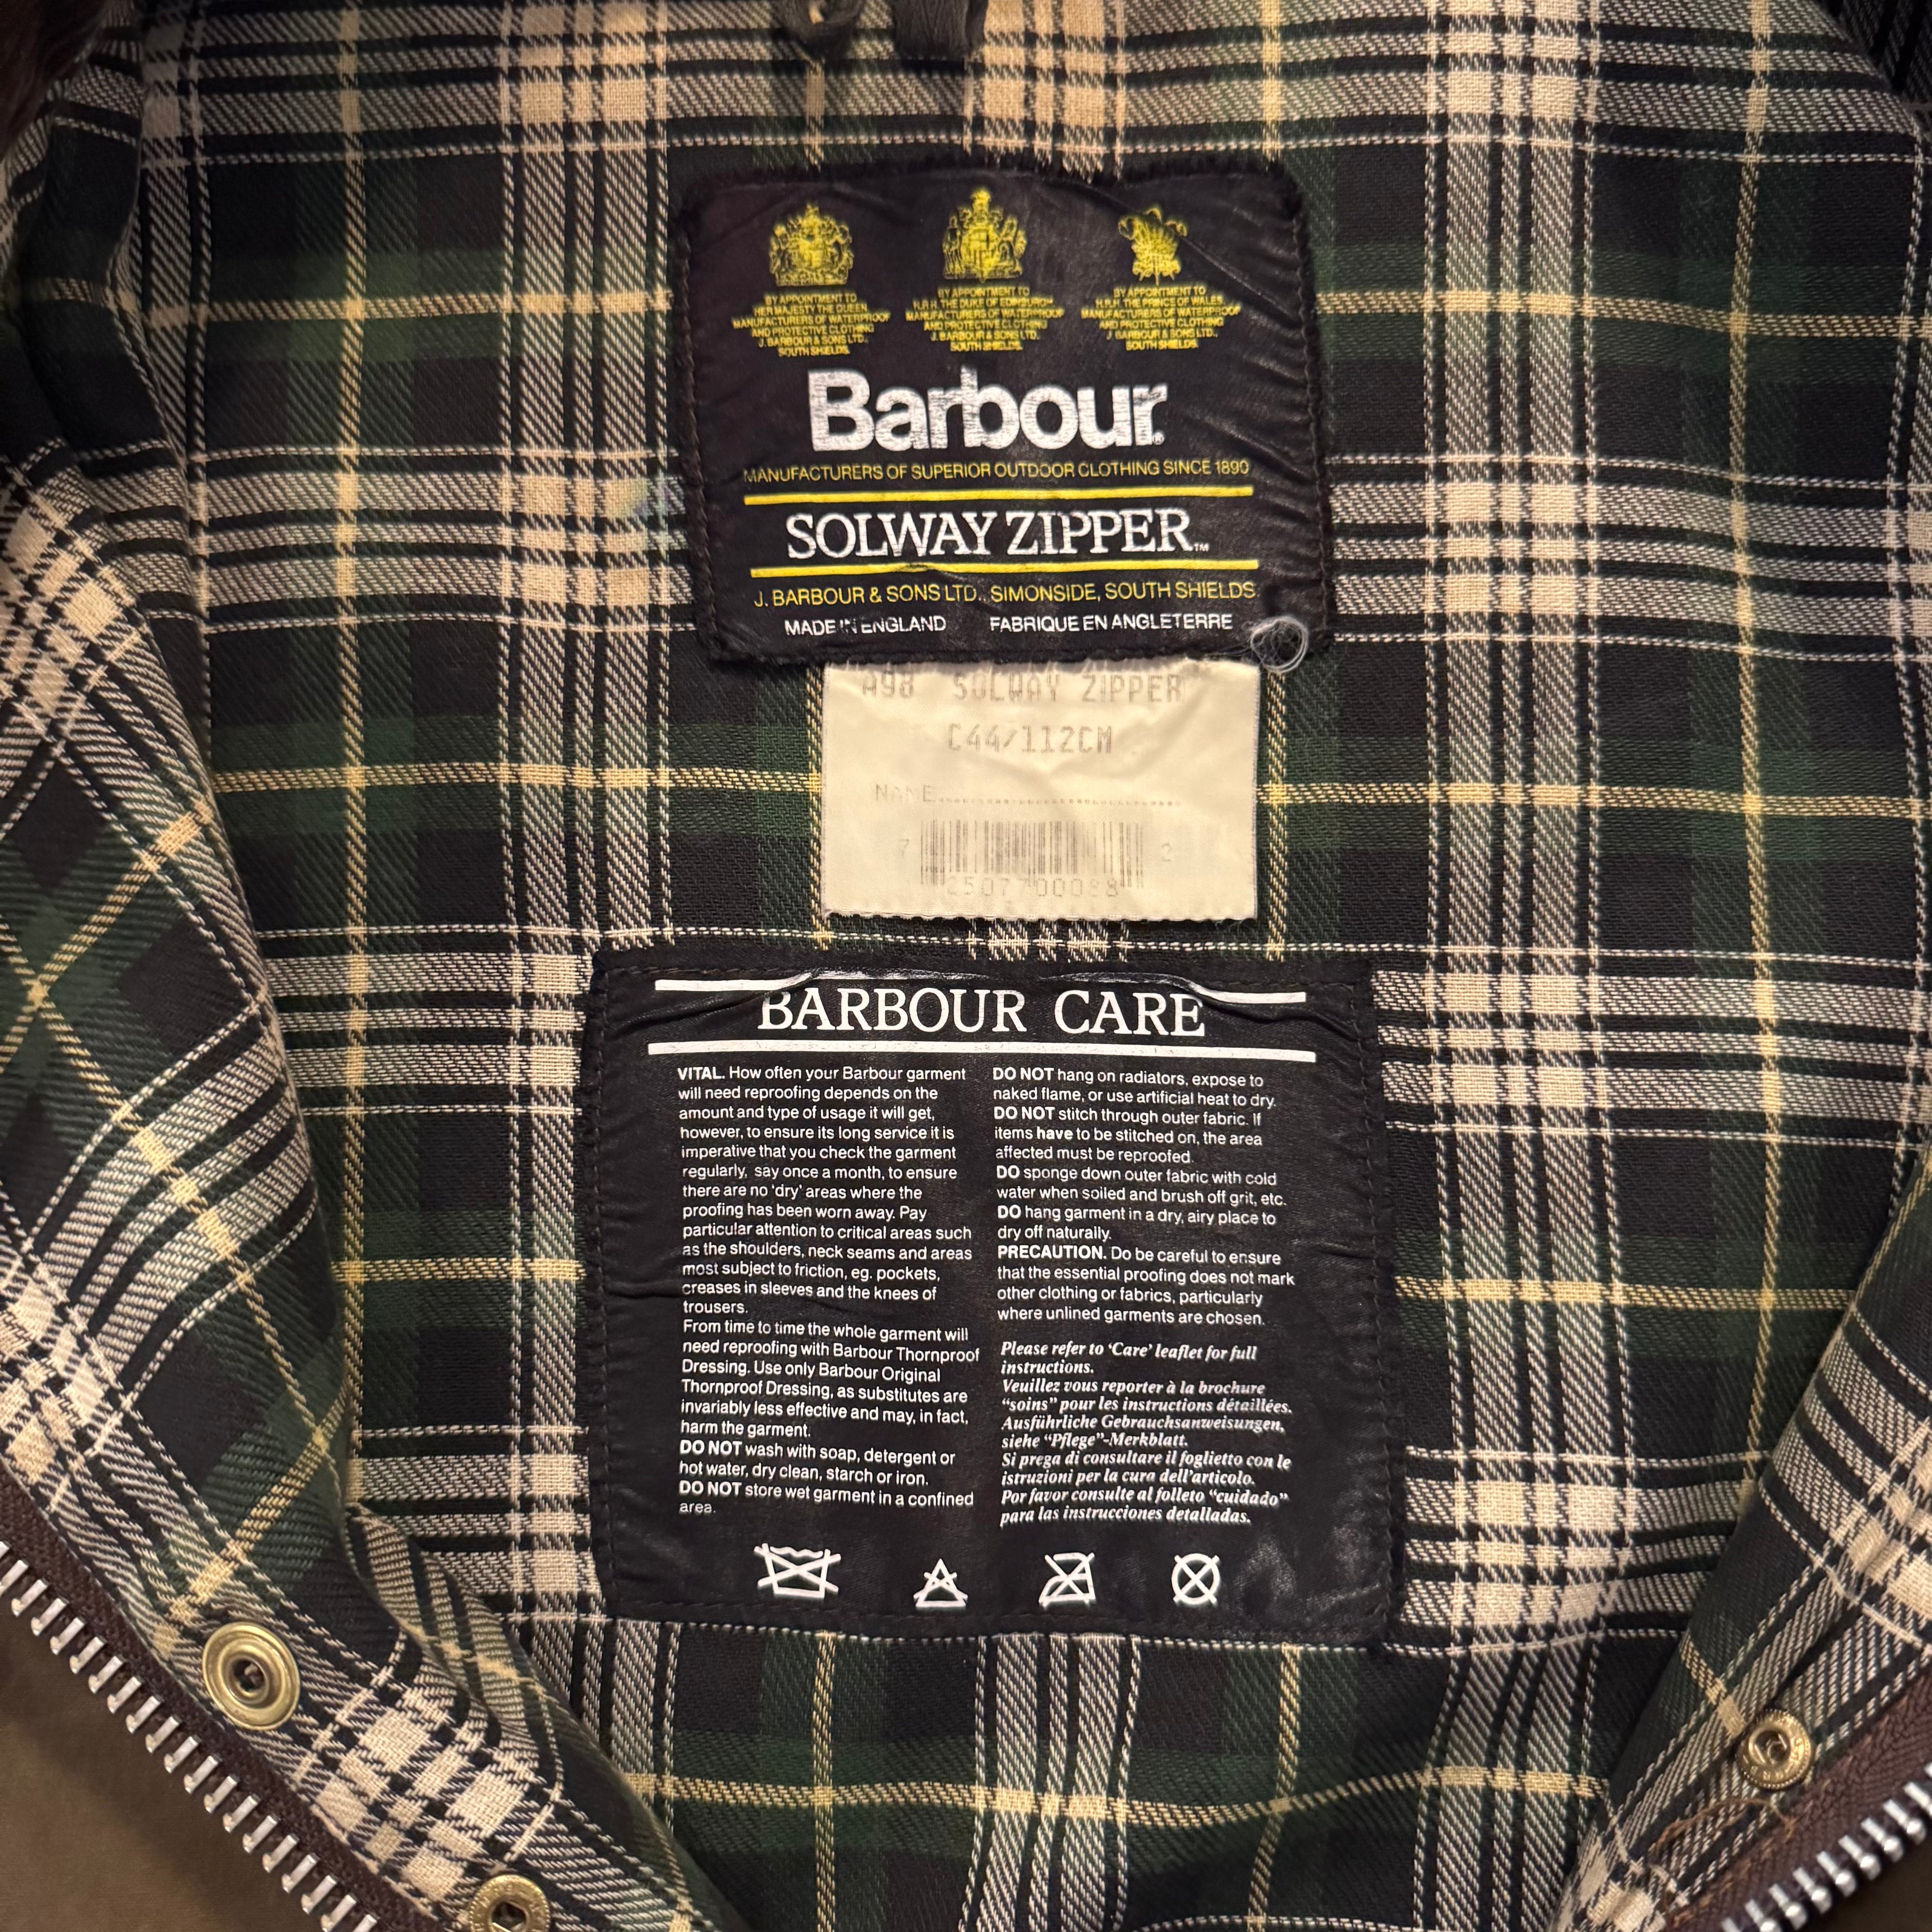 BY APPOINTMENT TO
HER MAJESTY THE QUEEN
MANUFACTURERS OF WATERPROOF
AND PROTECTIVE CLOTHING
J. BARBOUR & SONS LTD.,
SOUTH SHIELDS.
BY APPOINTMENT TO
H.R.H. THE DUKE OF EDINBURGH
MANUFACTURERS OF WATERPROOF
AND PROTECTIVE CLOTHING
J. BARBOUR & SONS LTD.
SOUTH SHIELDS.
BY APPOINTMENT TO
H.R.H. THE PRINCE OF WALES
MANUFACTURERS OF WATERPROOF
AND PROTECTIVE CLOTHING
J. BARBOUR & SONS LTD.,
SOUTH SHIELDS.
Barbour®
MANUFACTURERS OF SUPERIOR OUTDOOR CLOTHING SINCE 1890
SOLWAY ZIPPER™
J. BARBOUR & SONS LTD., SIMONSIDE, SOUTH SHIELDS.
MADE IN ENGLAND FABRIQUE EN ANGLETERRE
A98 SOLWAY ZIPPER
C44/112CM
NAME
7 2
BARBOUR CARE
VITAL. How often your Barbour garment
will need reproofing depends on the
amount and type of usage it will get,
however, to ensure its long service it is
imperative that you check the garment
regularly, say once a month, to ensure
there are no 'dry' areas where the
proofing has been worn away. Pay
particular attention to critical areas such
as the shoulders, neck seams and areas
most subject to friction, eg. pockets,
creases in sleeves and the knees of
trousers.
From time to time the whole garment will
need reproofing with Barbour Thornproof
Dressing. Use only Barbour Original
Thornproof Dressing, as substitutes are
invariably less effective and may, in fact,
harm the garment.
DO NOT wash with soap, detergent or
hot water, dry clean, starch or iron.
DO NOT store wet garment in a confined
area.
DO NOT hang on radiators, expose to
naked flame, or use artificial heat to dry.
DO NOT stitch through outer fabric. If
items have to be stitched on, the area
affected must be reproofed.
DO sponge down outer fabric with cold
water when soiled and brush off grit, etc.
DO hang garment in a dry, airy place to
dry off naturally.
PRECAUTION. Do be careful to ensure
that the essential proofing does not mark
other clothing or fabrics, particularly
where unlined garments are chosen.
Please refer to 'Care' leaflet for full
instructions.
Veuillez vous reporter à la brochure
"soins" pour les instructions détaillées.
Ausführliche Gebrauchsanweisungen,
siehe "Pflege"-Merkblatt.
Si prega di consultare il foglietto con le
istruzioni per la cura dell'articolo.
Por favor consulte al folleto "cuidado"
para las instrucciones detalladas.